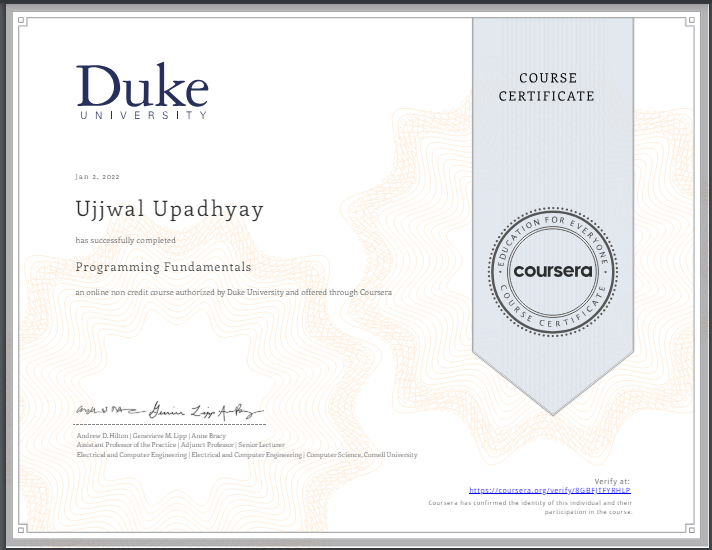 Duke
UNIVERSITY
COURSE
CERTIFICATE
Jan 2, 2022
Ujjwal Upadhyay
has successfully completed
Programming Fundamentals
an online non credit course authorized by Duke University and offered through Coursera
EDUCATION FOR EVERYONE
coursera
COURSE CERTIFICATE
Andrew D. Hilton | Genevieve M. Lipp | Anne Bracy
Assistant Professor of the Practice | Adjunct Professor | Senior Lecturer
Electrical and Computer Engineering | Electrical and Computer Engineering | Computer Science, Cornell University
Verify at:
https://coursera.org/verify/8GBFJTFYRHLP
Coursera has confirmed the identity of this individual and their
participation in the course.